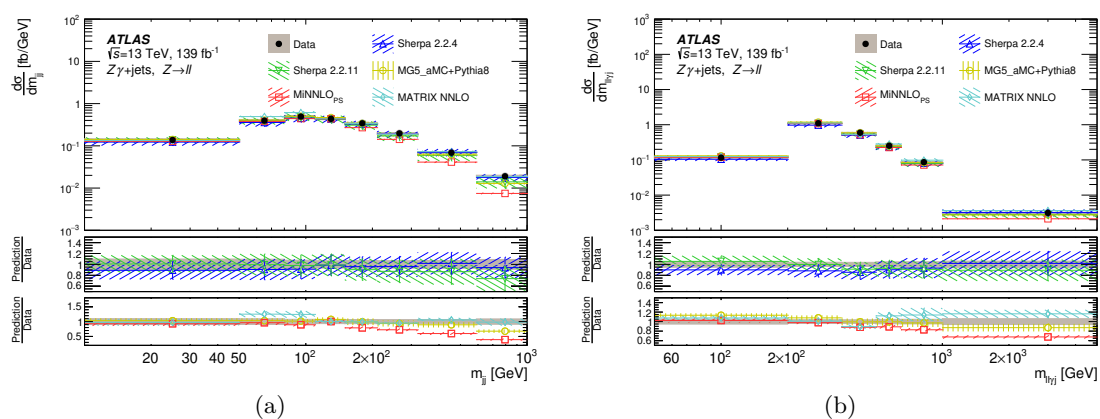 ATLAS
√s=13 TeV, 139 fb⁻¹
Zγ+jets, Z→ll
Data
Sherpa 2.2.4
Sherpa 2.2.11
MG5_aMC+Pythia8
MiNNLO_PS
MATRIX NNLO
dσ/dm_jj [fb/GeV]
10²
10
1
10⁻¹
10⁻²
10⁻³
Prediction/Data
1.4
1.2
1
0.8
0.6
Prediction/Data
1.5
1
0.5
20 30 40 50 10² 2×10² 10³
m_jj [GeV]
(a)
ATLAS
√s=13 TeV, 139 fb⁻¹
Zγ+jets, Z→ll
Data
Sherpa 2.2.4
Sherpa 2.2.11
MG5_aMC+Pythia8
MiNNLO_PS
MATRIX NNLO
dσ/dm_llγj [fb/GeV]
10⁴
10³
10²
10
1
10⁻¹
10⁻²
10⁻³
Prediction/Data
1.4
1.2
1
0.8
0.6
Prediction/Data
1.4
1.2
1
0.8
0.6
60 10² 2×10² 10³ 2×10³
m_llγj [GeV]
(b)